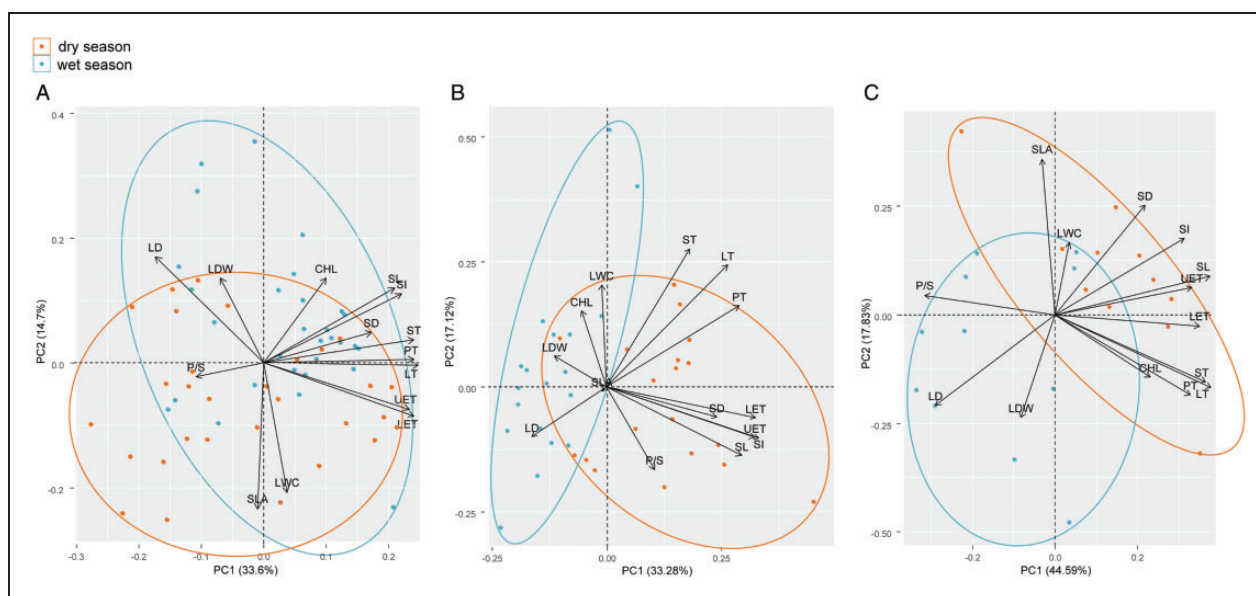 dry season
wet season
A
0.4
0.2
0.0
-0.2
PC2 (14.7%)
LD
LDW
CHL
SL
SI
SD
ST
PT
LT
P/S
UET
LET
LWC
SLA
-0.3
-0.2
-0.1
0.0
0.1
0.2
PC1 (33.6%)
B
0.50
0.25
0.00
-0.25
PC2 (17.12%)
ST
LT
LWC
CHL
PT
LDW
SLA
LET
SD
LD
UET
SI
SL
P/S
-0.25
0.00
0.25
PC1 (33.28%)
C
0.25
0.00
-0.25
-0.50
PC2 (17.83%)
SLA
SD
LWC
SI
SL
UET
P/S
LET
ST
CHL
PT
LT
LD
LDW
-0.2
0.0
0.2
PC1 (44.59%)